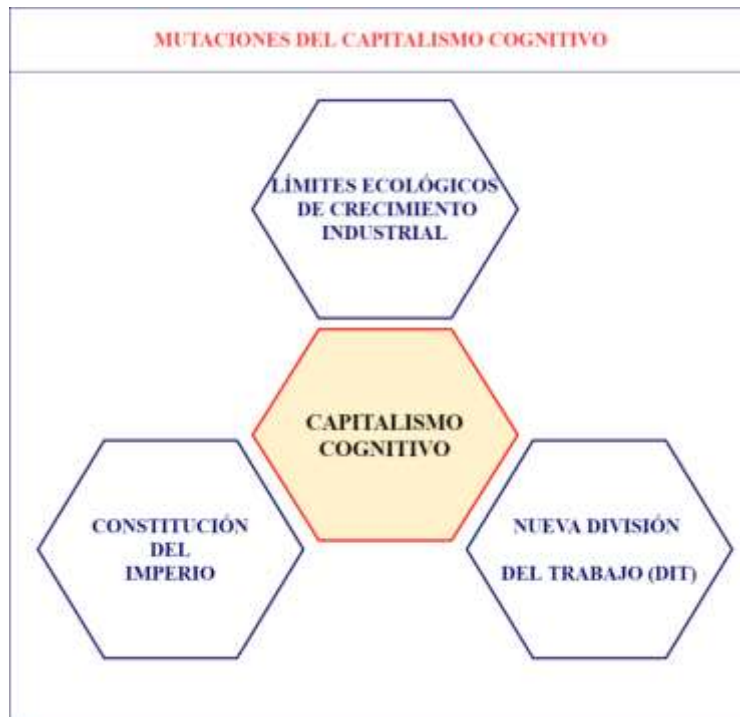 MUTACIONES DEL CAPITALISMO COGNITIVO
LÍMITES ECOLÓGICOS
DE CRECIMIENTO
INDUSTRIAL
CAPITALISMO
COGNITIVO
CONSTITUCIÓN
DEL
IMPERIO
NUEVA DIVISIÓN
DEL TRABAJO (DIT)